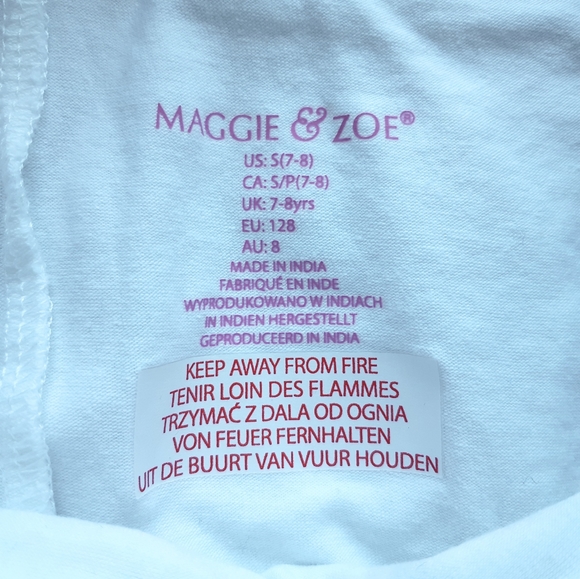 MAGGIE & ZOE®
US: S(7-8)
CA: S/P(7-8)
UK: 7-8yrs
EU: 128
AU: 8
MADE IN INDIA
FABRIQUÉ EN INDE
WYPRODUKOWANO W INDIACH
IN INDIEN HERGESTELLT
GEPRODUCEERD IN INDIA
KEEP AWAY FROM FIRE
TENIR LOIN DES FLAMMES
TRZYMAĆ Z DALA OD OGNIA
VON FEUER FERNHALTEN
UIT DE BUURT VAN VUUR HOUDEN